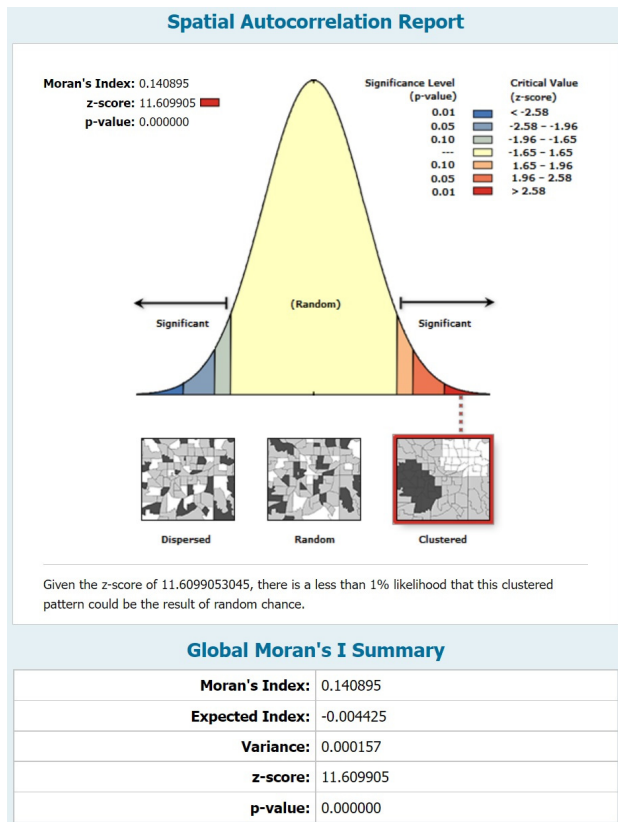 Spatial Autocorrelation Report
Moran's Index: 0.140895
z-score: 11.609905
p-value: 0.000000
Significance Level
(p-value)
Critical Value
(z-score)
0.01 < -2.58
0.05 -2.58 - -1.96
0.10 -1.96 - -1.65
--- -1.65 - 1.65
0.10 1.65 - 1.96
0.05 1.96 - 2.58
0.01 > 2.58
(Random)
Significant
Significant
Dispersed
Random
Clustered
Given the z-score of 11.6099053045, there is a less than 1% likelihood that this clustered
pattern could be the result of random chance.
Global Moran's I Summary
Moran's Index: 0.140895
Expected Index: -0.004425
Variance: 0.000157
z-score: 11.609905
p-value: 0.000000